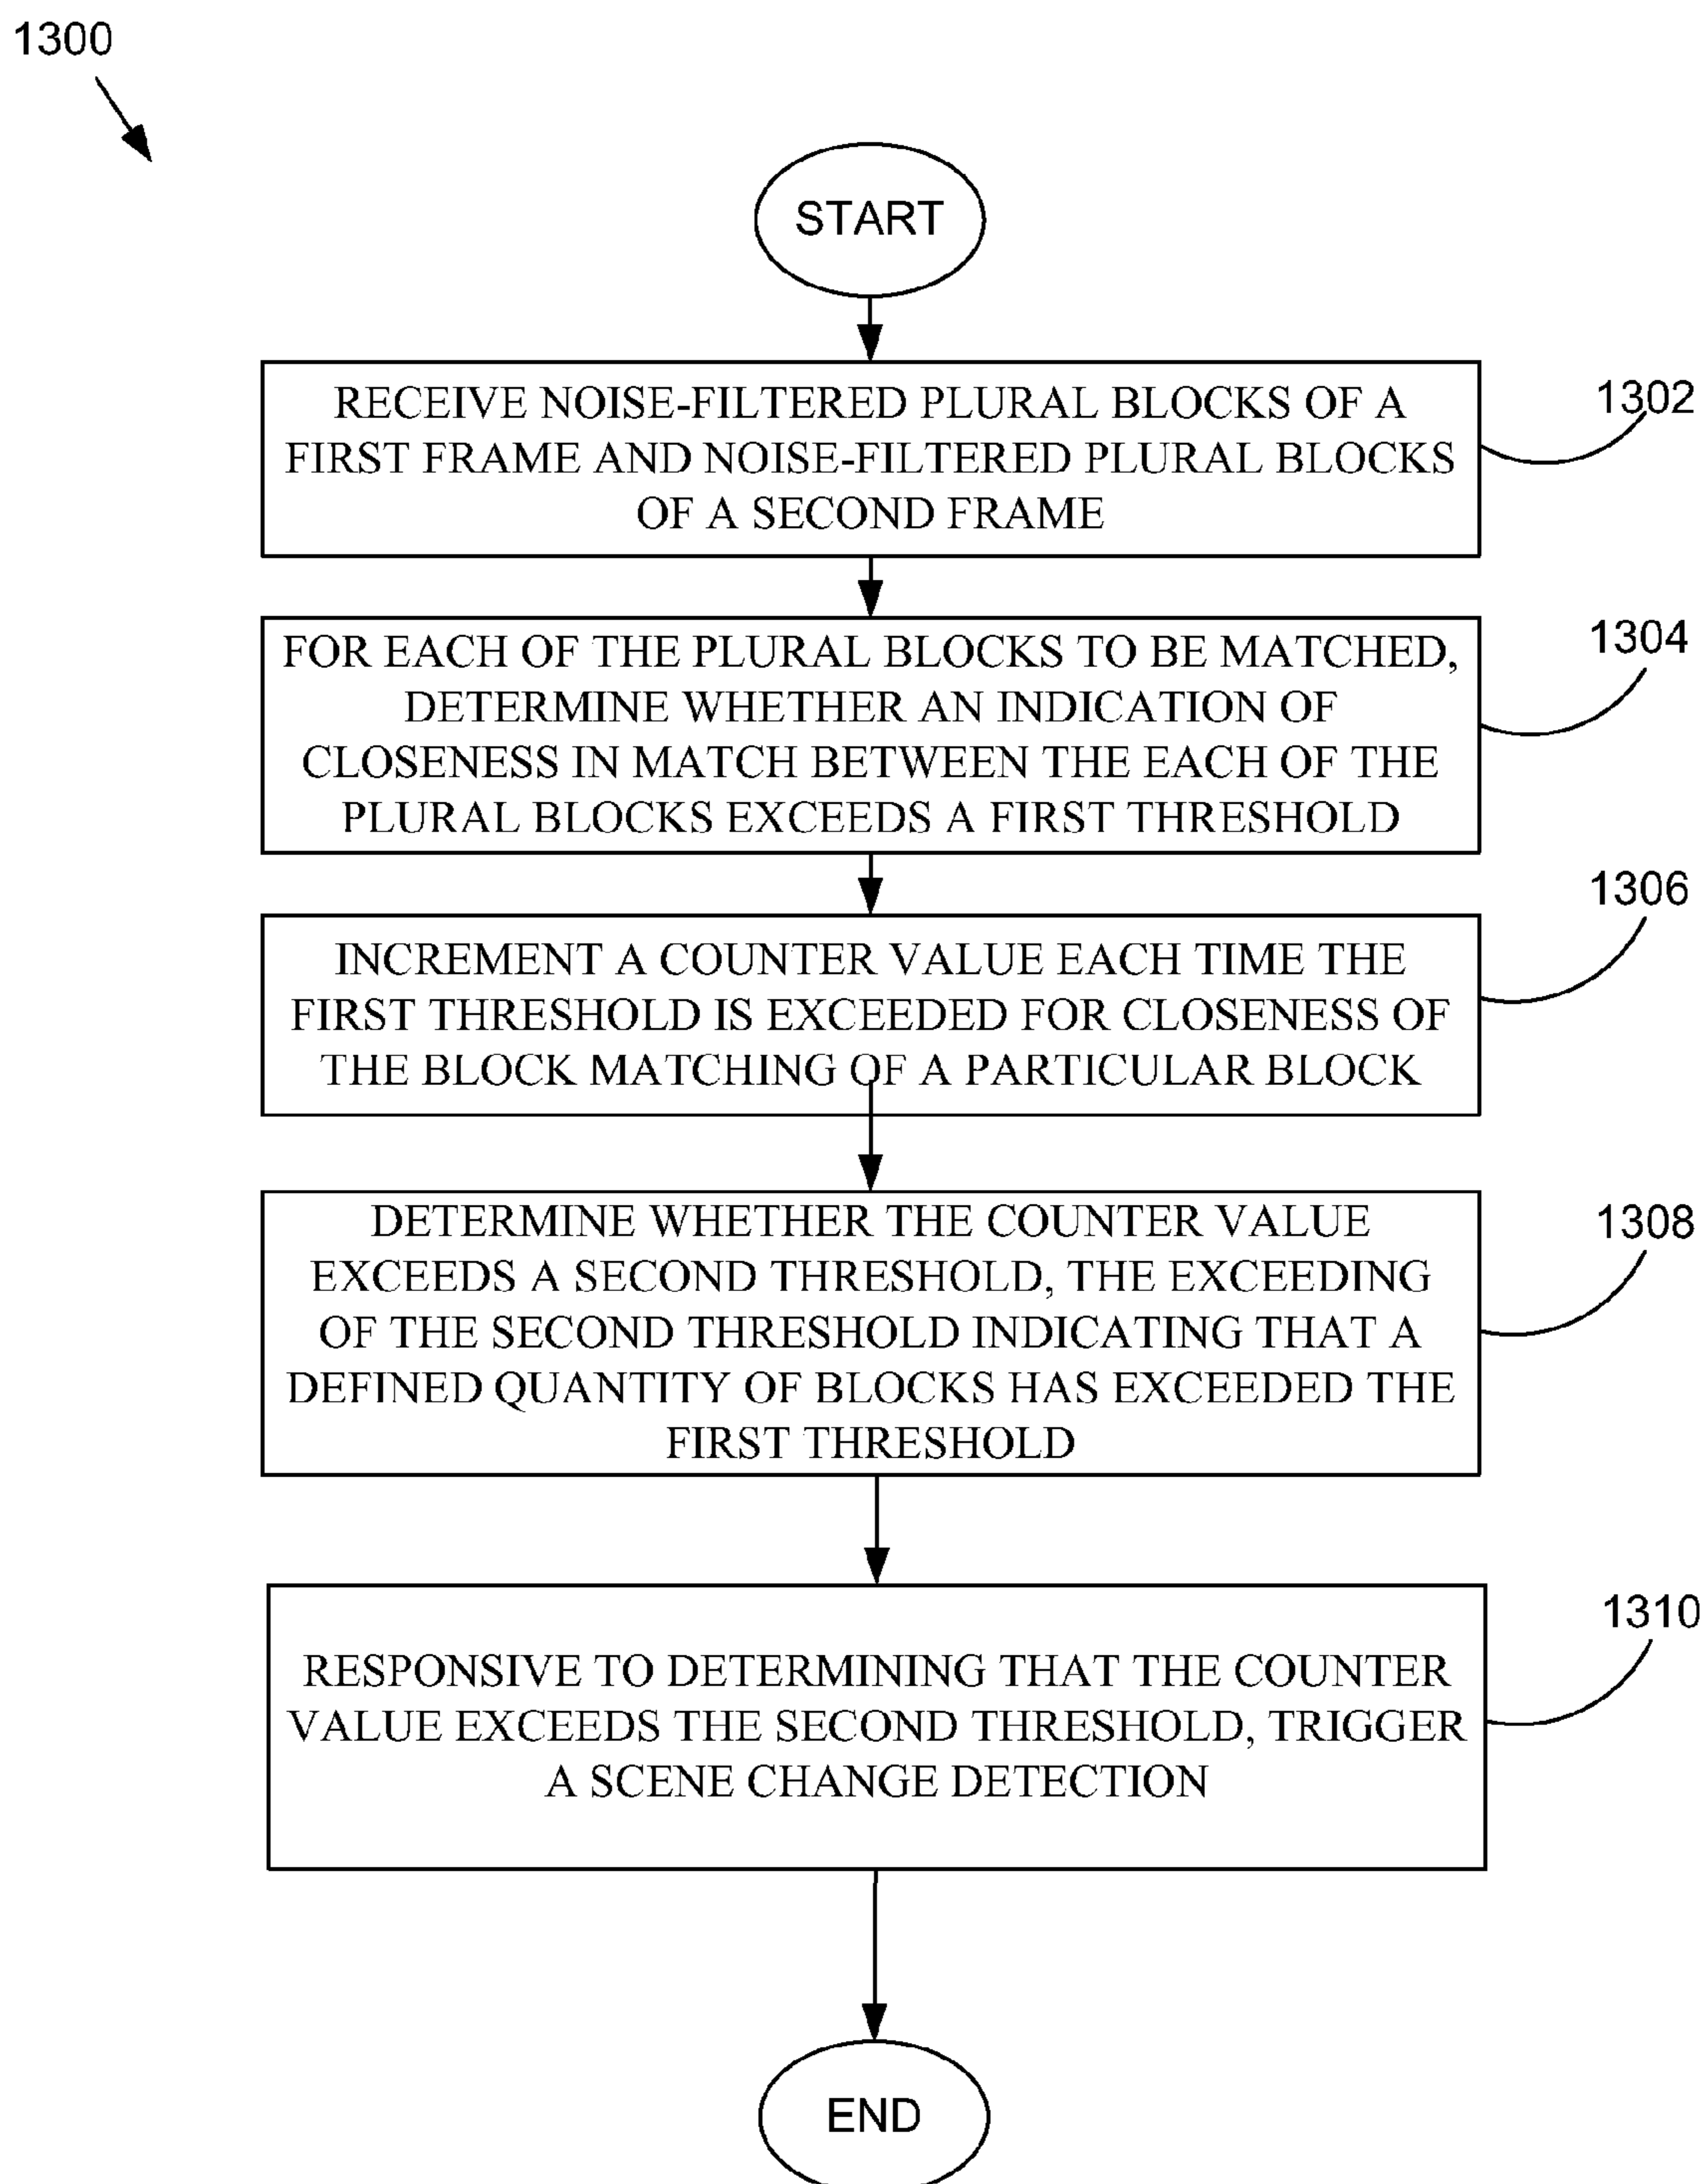 1300
START
RECEIVE NOISE-FILTERED PLURAL BLOCKS OF A
FIRST FRAME AND NOISE-FILTERED PLURAL BLOCKS
OF A SECOND FRAME
1302
FOR EACH OF THE PLURAL BLOCKS TO BE MATCHED,
DETERMINE WHETHER AN INDICATION OF
CLOSENESS IN MATCH BETWEEN THE EACH OF THE
PLURAL BLOCKS EXCEEDS A FIRST THRESHOLD
1304
INCREMENT A COUNTER VALUE EACH TIME THE
FIRST THRESHOLD IS EXCEEDED FOR CLOSENESS OF
THE BLOCK MATCHING OF A PARTICULAR BLOCK
1306
DETERMINE WHETHER THE COUNTER VALUE
EXCEEDS A SECOND THRESHOLD, THE EXCEEDING
OF THE SECOND THRESHOLD INDICATING THAT A
DEFINED QUANTITY OF BLOCKS HAS EXCEEDED THE
FIRST THRESHOLD
1308
RESPONSIVE TO DETERMINING THAT THE COUNTER
VALUE EXCEEDS THE SECOND THRESHOLD, TRIGGER
A SCENE CHANGE DETECTION
1310
END